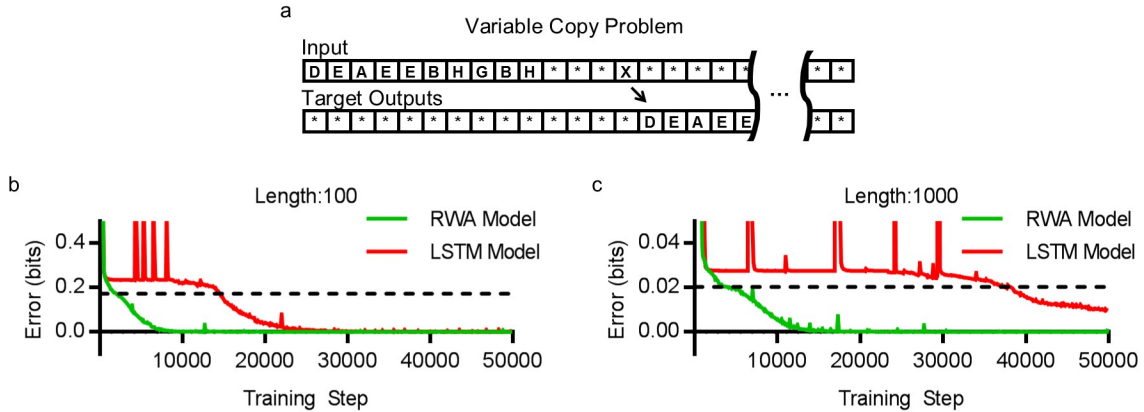 a
Variable Copy Problem
Input
D E A E E B H G B H * * * X * * * * * ... * *
Target Outputs
* * * * * * * * * * * * * * D E A E E * *
b
Length:100
RWA Model
LSTM Model
Error (bits)
0.4
0.2
0.0
10000 20000 30000 40000 50000
Training Step
c
Length:1000
RWA Model
LSTM Model
Error (bits)
0.04
0.02
0.00
10000 20000 30000 40000 50000
Training Step